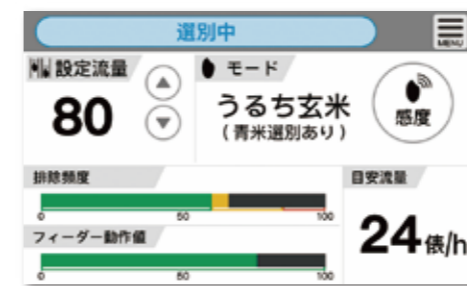 選別中
MENU
設定流量
80
モード
うるち玄米
(青米選別あり)
感度
排除頻度
0 50 100
フィーダー動作値
0 50 100
目安流量
24俵/h